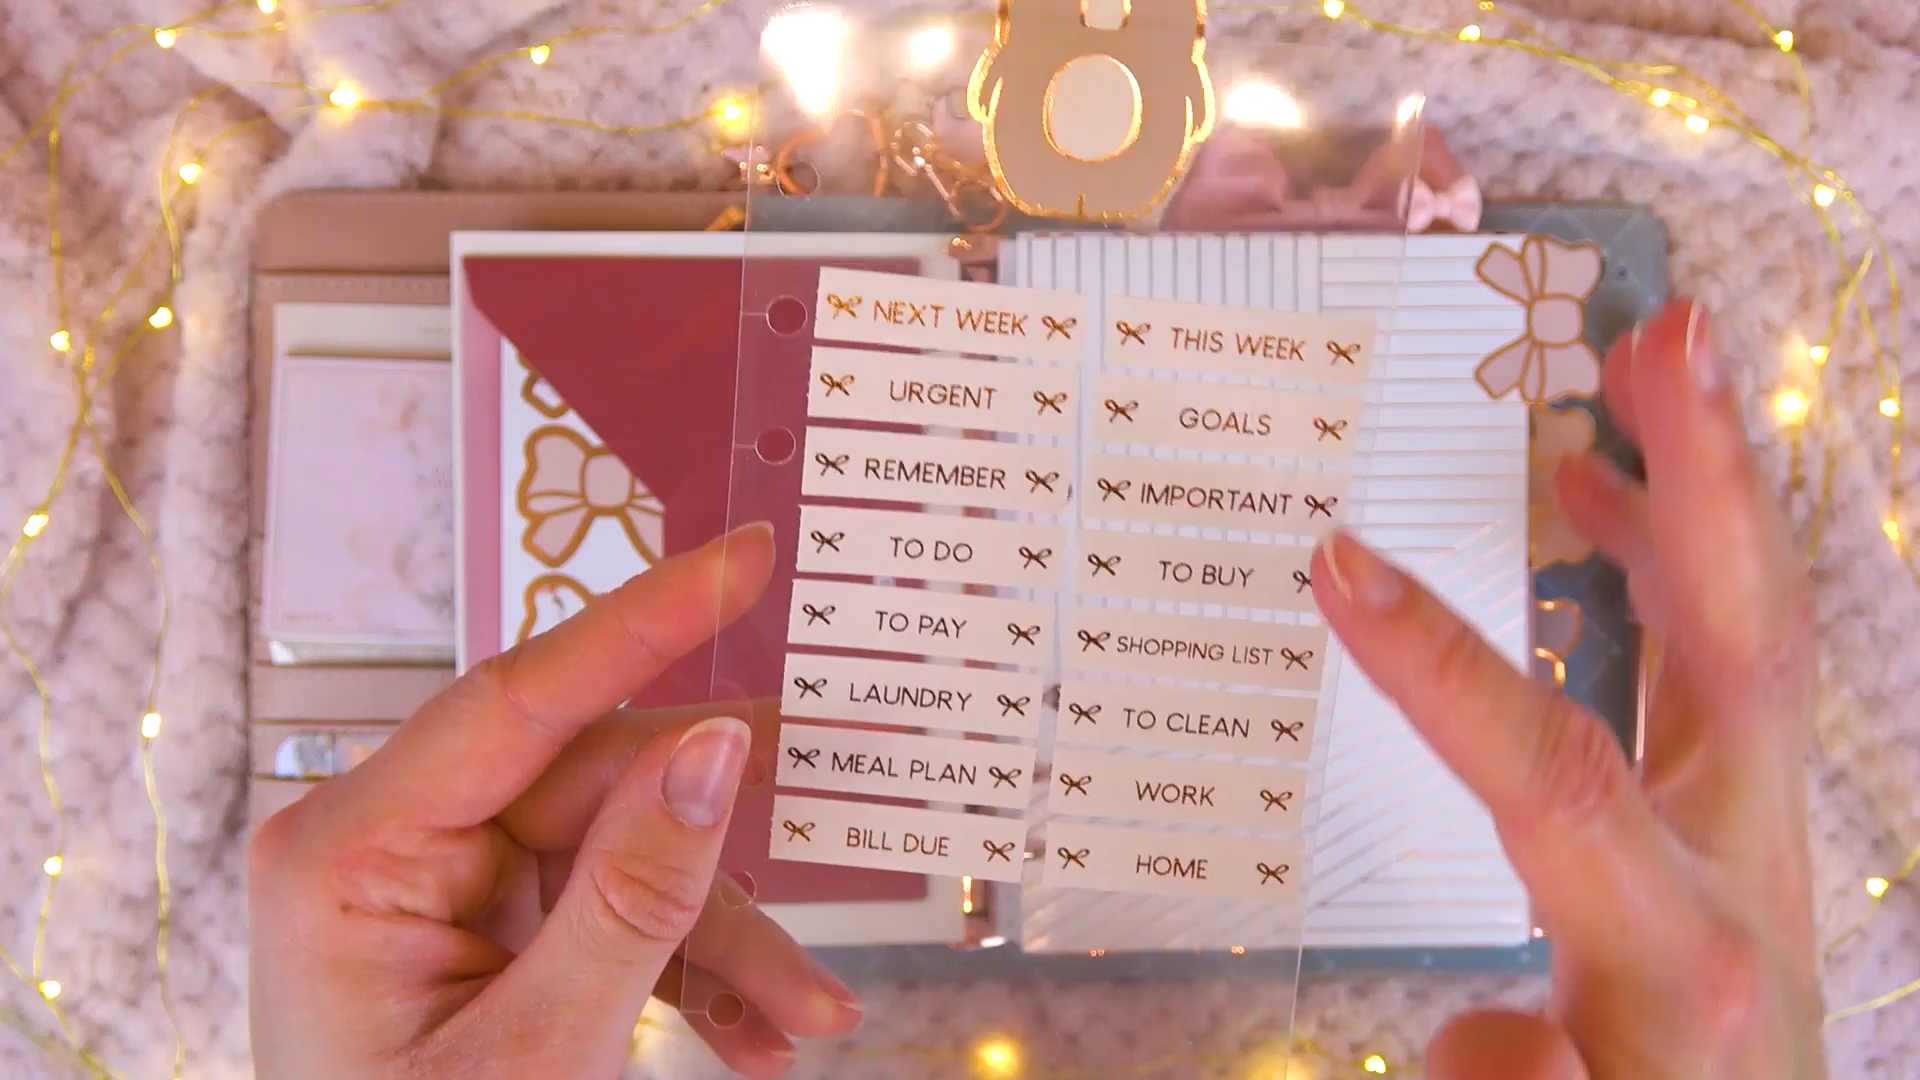 NEXT WEEK
URGENT
REMEMBER
TO DO
TO PAY
LAUNDRY
MEAL PLAN
BILL DUE
THIS WEEK
GOALS
IMPORTANT
TO BUY
SHOPPING LIST
TO CLEAN
WORK
HOME